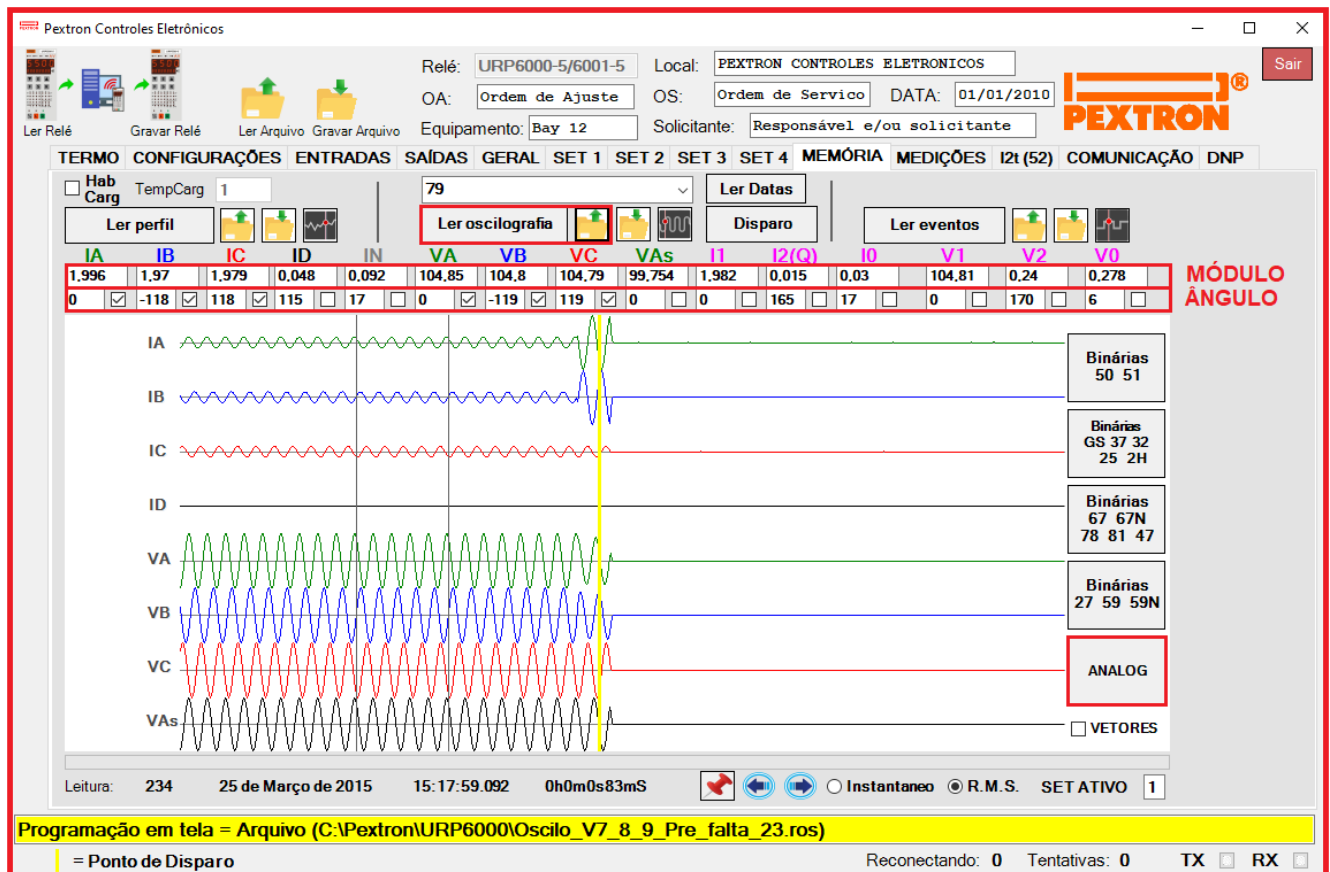 PEXTRON Pextron Controles Eletrônicos
Relé: URP6000-5/6001-5 Local: PEXTRON CONTROLES ELETRONICOS Sair
OA: Ordem de Ajuste OS: Ordem de Servico DATA: 01/01/2010
PEXTRON®
Ler Relé Gravar Relé Ler Arquivo Gravar Arquivo Equipamento: Bay 12 Solicitante: Responsável e/ou solicitante
TERMO CONFIGURAÇÕES ENTRADAS SAÍDAS GERAL SET 1 SET 2 SET 3 SET 4 MEMÓRIA MEDIÇÕES I2t (52) COMUNICAÇÃO DNP
Hab Carg TempCarg 1 79 Ler Datas
Ler perfil Ler oscilografia Disparo Ler eventos
IA IB IC ID IN VA VB VC VAs I1 I2(Q) I0 V1 V2 V0
1,996 1,97 1,979 0,048 0,092 104,85 104,8 104,79 99,754 1,982 0,015 0,03 104,81 0,24 0,278 MÓDULO
0 -118 118 115 17 0 -119 119 0 0 165 17 0 170 6 ÂNGULO
IA
Binárias
50 51
IB
Binárias
GS 37 32
25 2H
IC
ID
Binárias
67 67N
78 81 47
VA
Binárias
27 59 59N
VB
VC
ANALOG
VAs
VETORES
Leitura: 234 25 de Março de 2015 15:17:59.092 0h0m0s83mS Instantaneo R.M.S. SET ATIVO 1
Programação em tela = Arquivo (C:\Pextron\URP6000\Oscilo_V7_8_9_Pre_falta_23.ros)
= Ponto de Disparo Reconectando: 0 Tentativas: 0 TX RX